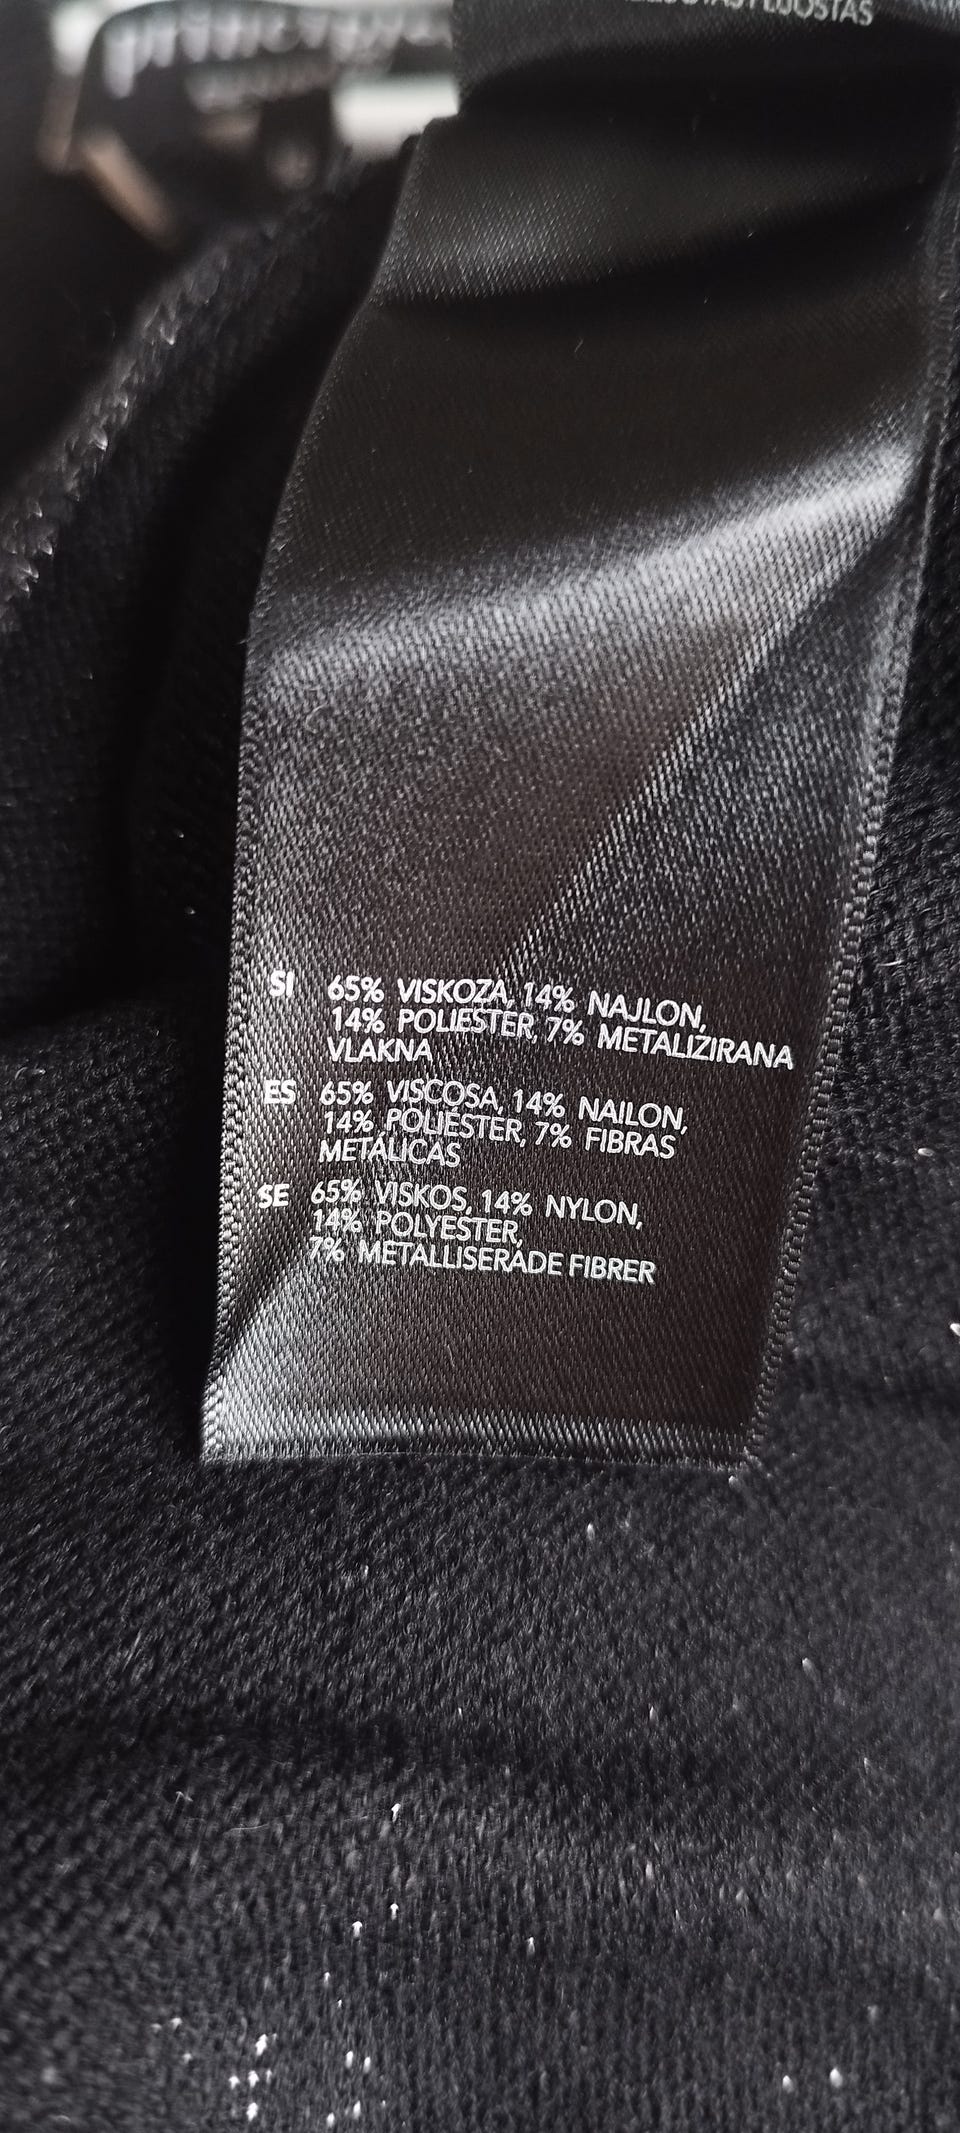 SI 65% VISKOZA, 14% NAJLON,
14% POLIESTER, 7% METALIZIRANA
VLAKNA
ES 65% VISCOSA, 14% NAILON,
14% POLIÉSTER, 7% FIBRAS
METÁLICAS
SE 65% VISKOS, 14% NYLON,
14% POLYESTER,
7% METALLISERADE FIBRER